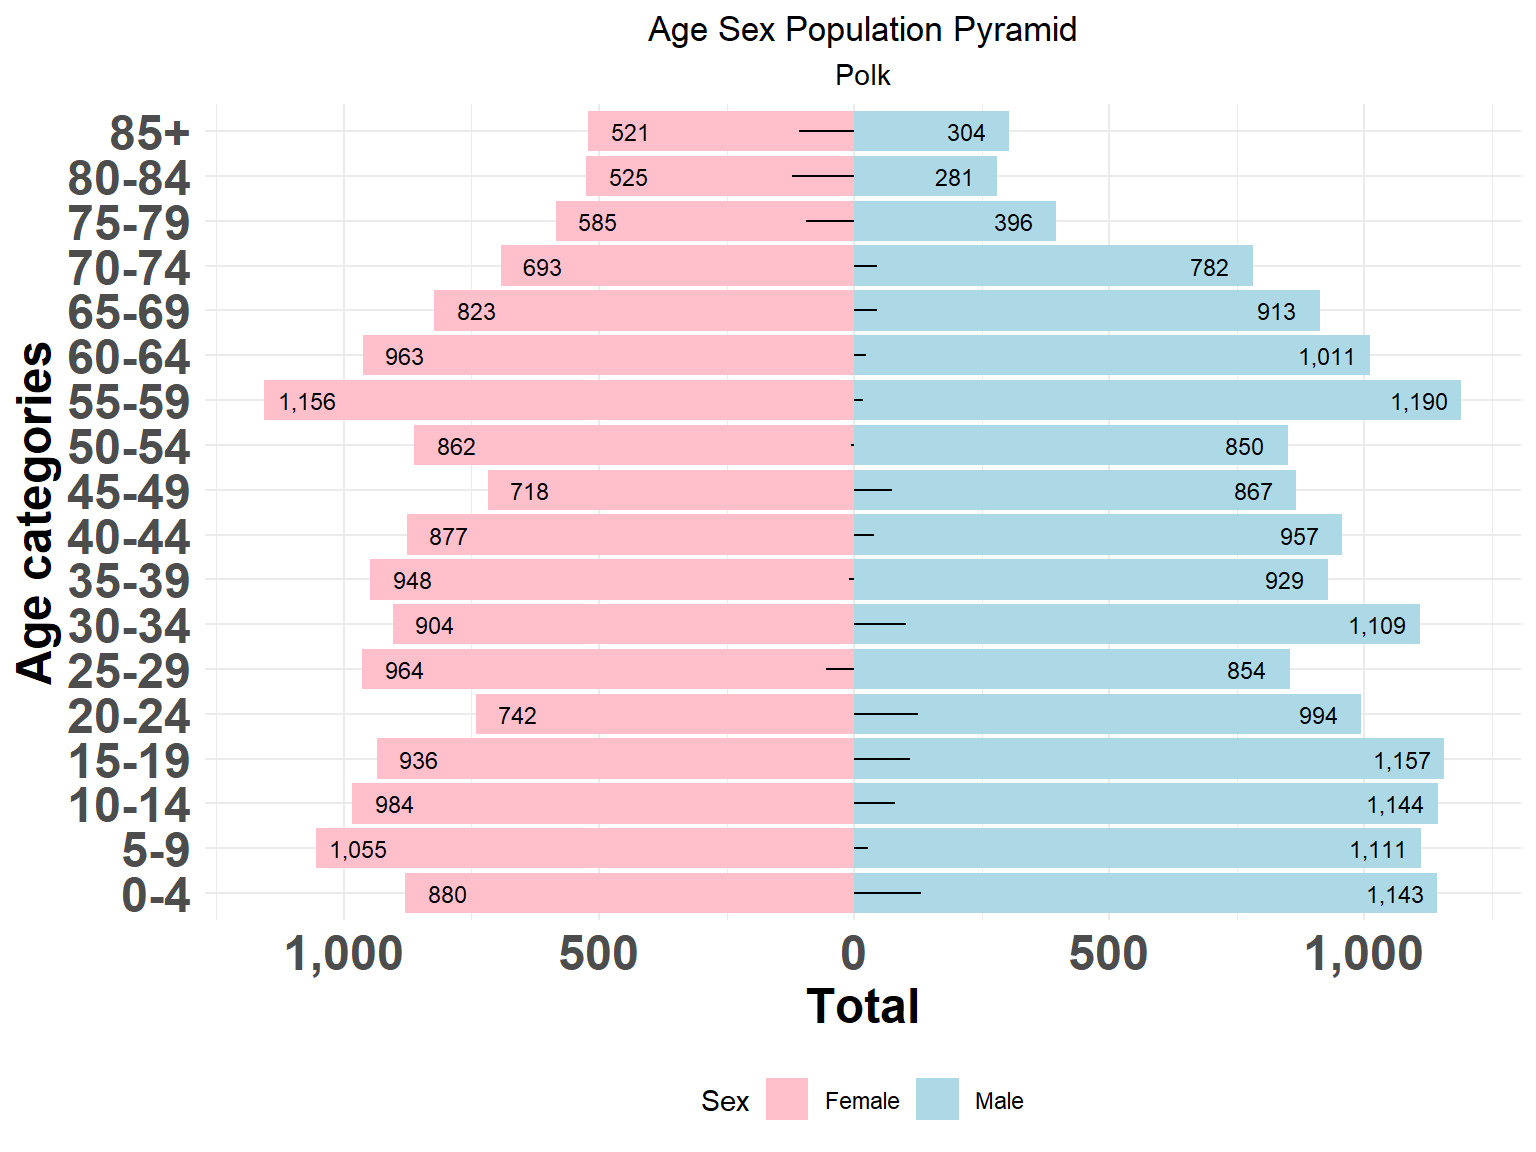 Age Sex Population Pyramid
Polk
Age categories
85+ 521 304
80-84 525 281
75-79 585 396
70-74 693 782
65-69 823 913
60-64 963 1,011
55-59 1,156 1,190
50-54 862 850
45-49 718 867
40-44 877 957
35-39 948 929
30-34 904 1,109
25-29 964 854
20-24 742 994
15-19 936 1,157
10-14 984 1,144
5-9 1,055 1,111
0-4 880 1,143
1,000 500 0 500 1,000
Total
Sex Female Male